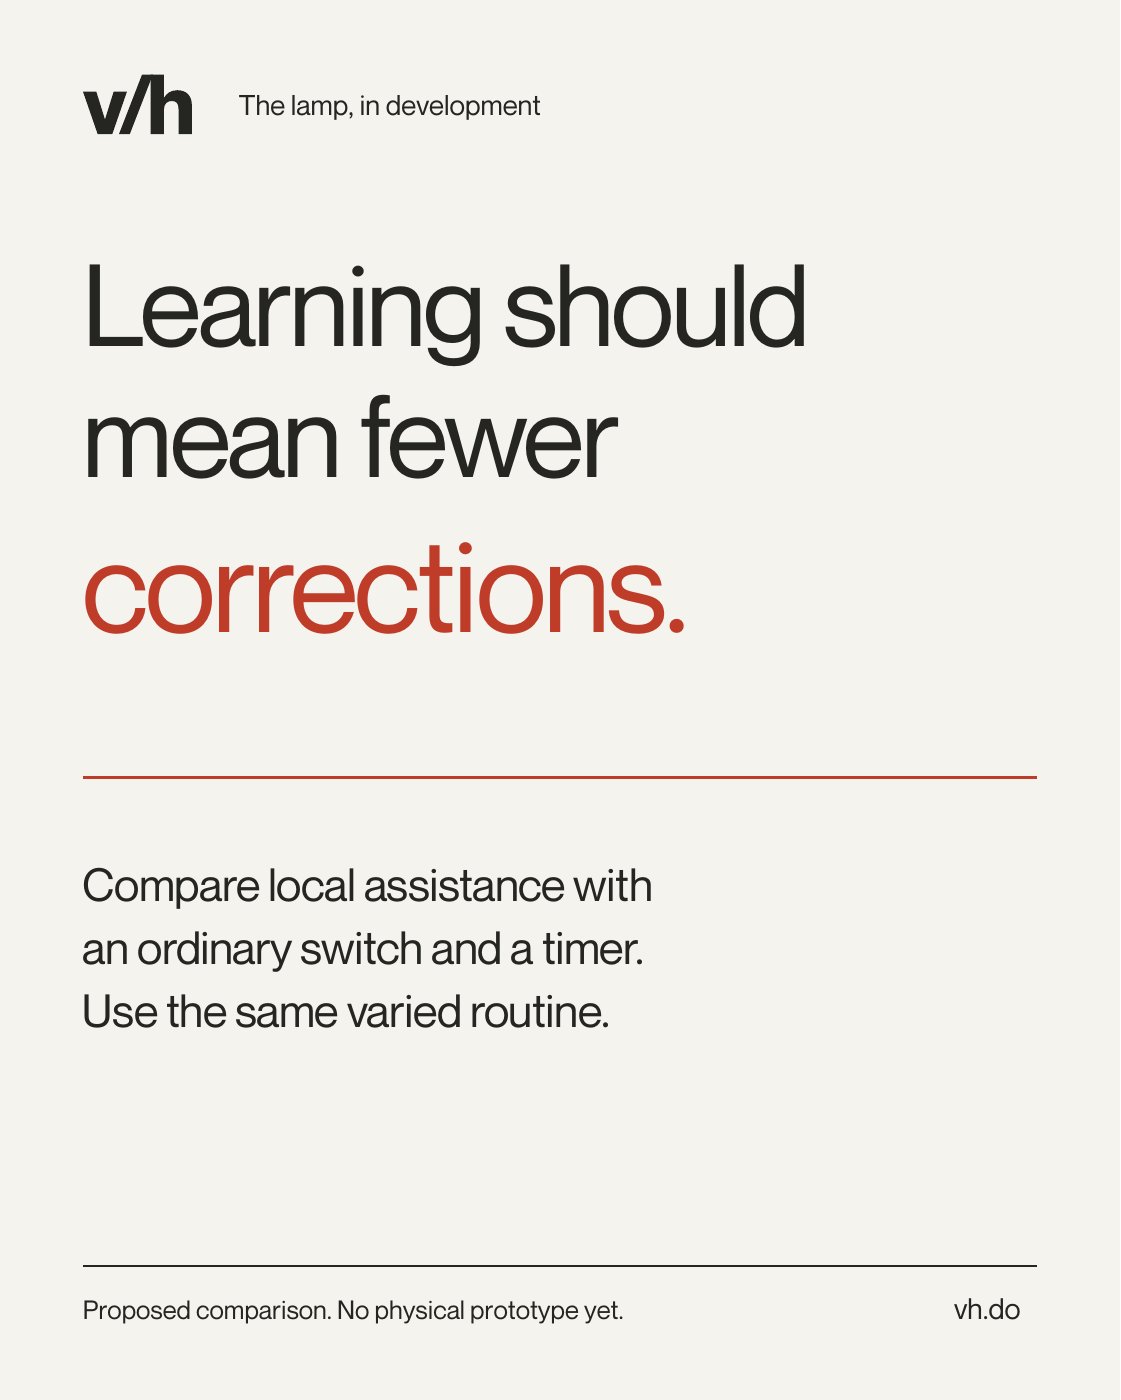 v/h
The lamp, in development
Learning should
mean fewer
corrections.
Compare local assistance with
an ordinary switch and a timer.
Use the same varied routine.
Proposed comparison. No physical prototype yet.
vh.do